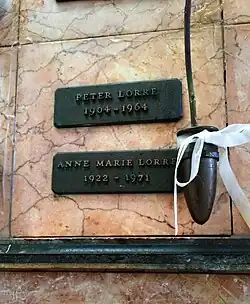 PETER LORRE
1904 - 1964
ANNE MARIE LORRE
1922 - 1971